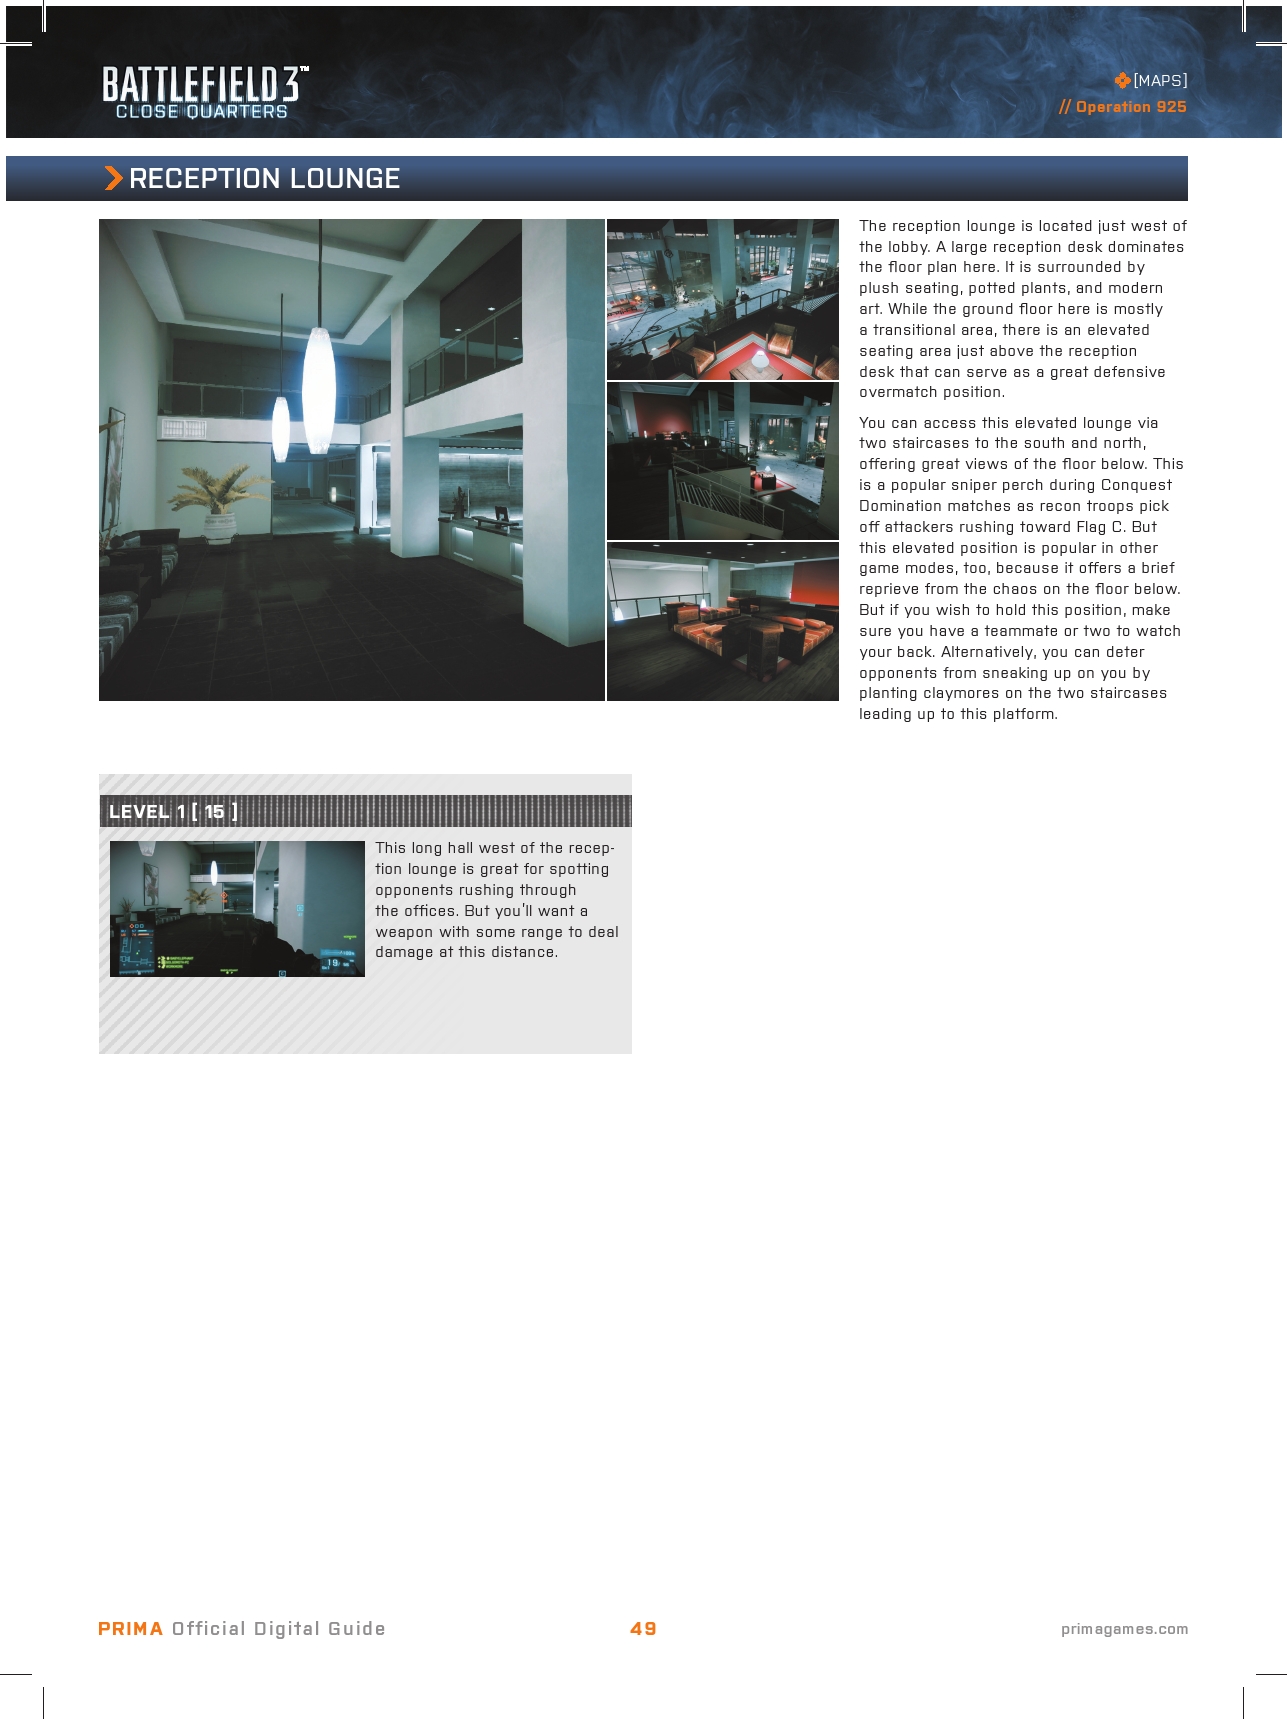 BATTLEFIELD 3™
CLOSE QUARTERS
[MAPS]
// Operation 925
RECEPTION LOUNGE
The reception lounge is located just west of
the lobby. A large reception desk dominates
the floor plan here. It is surrounded by
plush seating, potted plants, and modern
art. While the ground floor here is mostly
a transitional area, there is an elevated
seating area just above the reception
desk that can serve as a great defensive
overmatch position.
You can access this elevated lounge via
two staircases to the south and north,
offering great views of the floor below. This
is a popular sniper perch during Conquest
Domination matches as recon troops pick
off attackers rushing toward Flag C. But
this elevated position is popular in other
game modes, too, because it offers a brief
reprieve from the chaos on the floor below.
But if you wish to hold this position, make
sure you have a teammate or two to watch
your back. Alternatively, you can deter
opponents from sneaking up on you by
planting claymores on the two staircases
leading up to this platform.
LEVEL 1 [ 15 ]
This long hall west of the recep-
tion lounge is great for spotting
opponents rushing through
the offices. But you'll want a
weapon with some range to deal
damage at this distance.
19
PRIMA Official Digital Guide
49
primagames.com